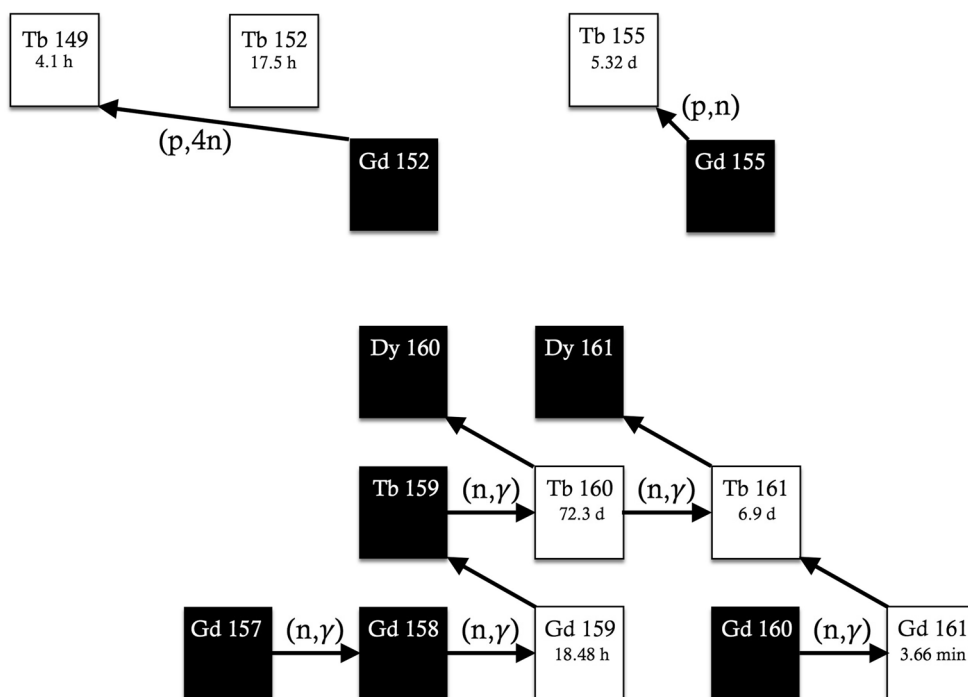 Tb 149
4.1 h
Tb 152
17.5 h
Tb 155
5.32 d
(p,4n)
(p,n)
Gd 152
Gd 155
Dy 160
Dy 161
Tb 159
(n,γ)
Tb 160
72.3 d
(n,γ)
Tb 161
6.9 d
Gd 157
(n,γ)
Gd 158
(n,γ)
Gd 159
18.48 h
Gd 160
(n,γ)
Gd 161
3.66 min